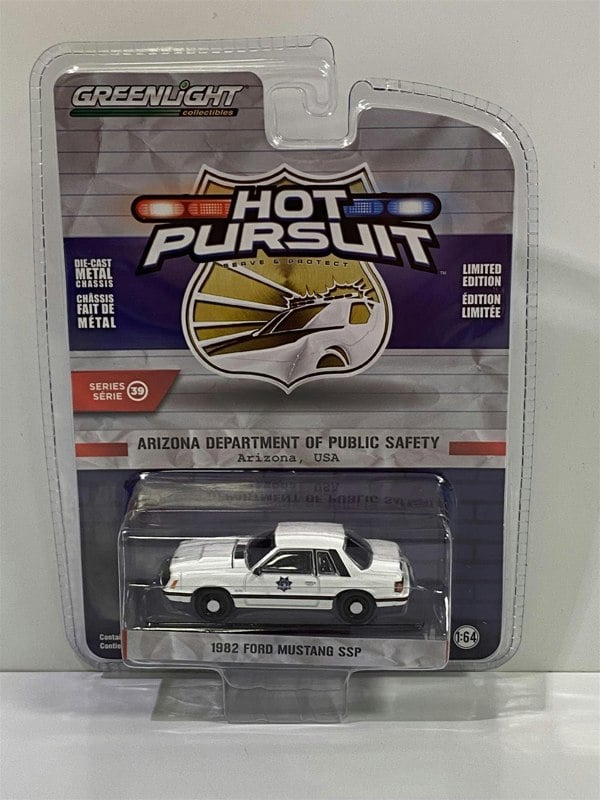 GREENLiGHT
collectibles
HOT
PURSUIT
™
SERVE & PROTECT
DIE-CAST
METAL
CHASSIS
CHÂSSIS
FAIT DE
MÉTAL
LIMITED
EDITION
ÉDITION
LIMITÉE
SERIES
SÉRIE
39
ARIZONA DEPARTMENT OF PUBLIC SAFETY
Arizona, USA
1982 FORD MUSTANG SSP
1:64